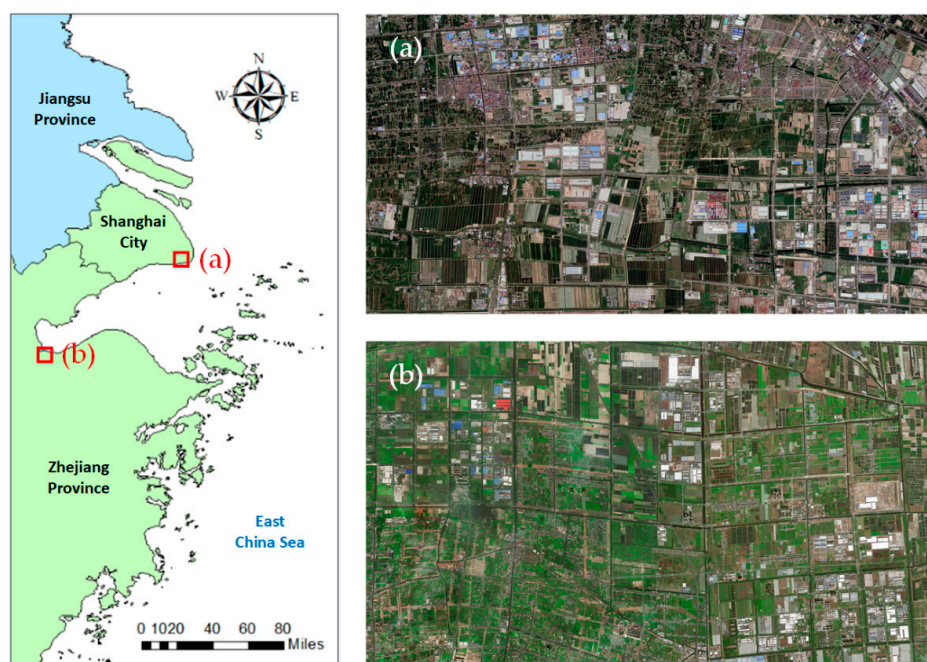 Jiangsu
Province
N
W
E
S
Shanghai
City
(a)
(b)
Zhejiang
Province
East
China Sea
0 1020 40 60 80
Miles
(a)
(b)